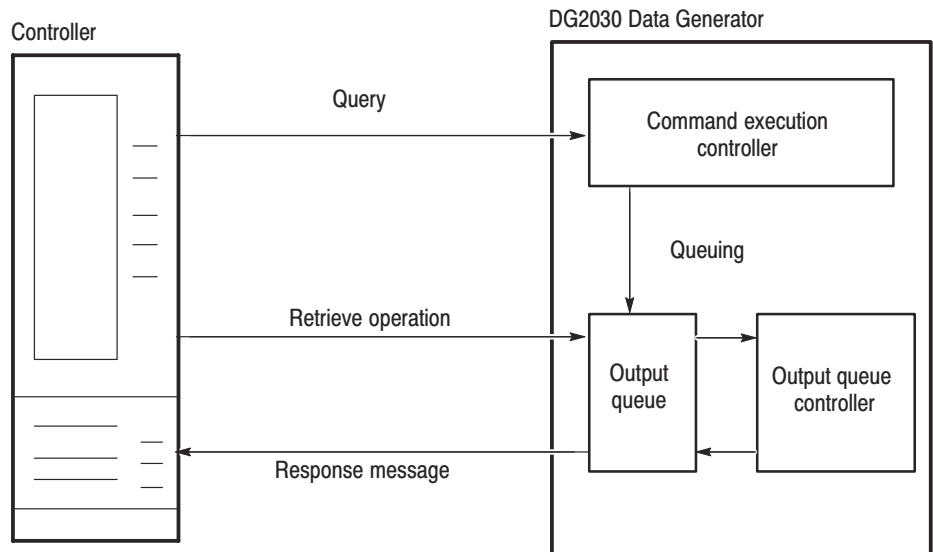 Controller
DG2030 Data Generator
Query
Command execution
controller
Queuing
Retrieve operation
Output
queue
Output queue
controller
Response message